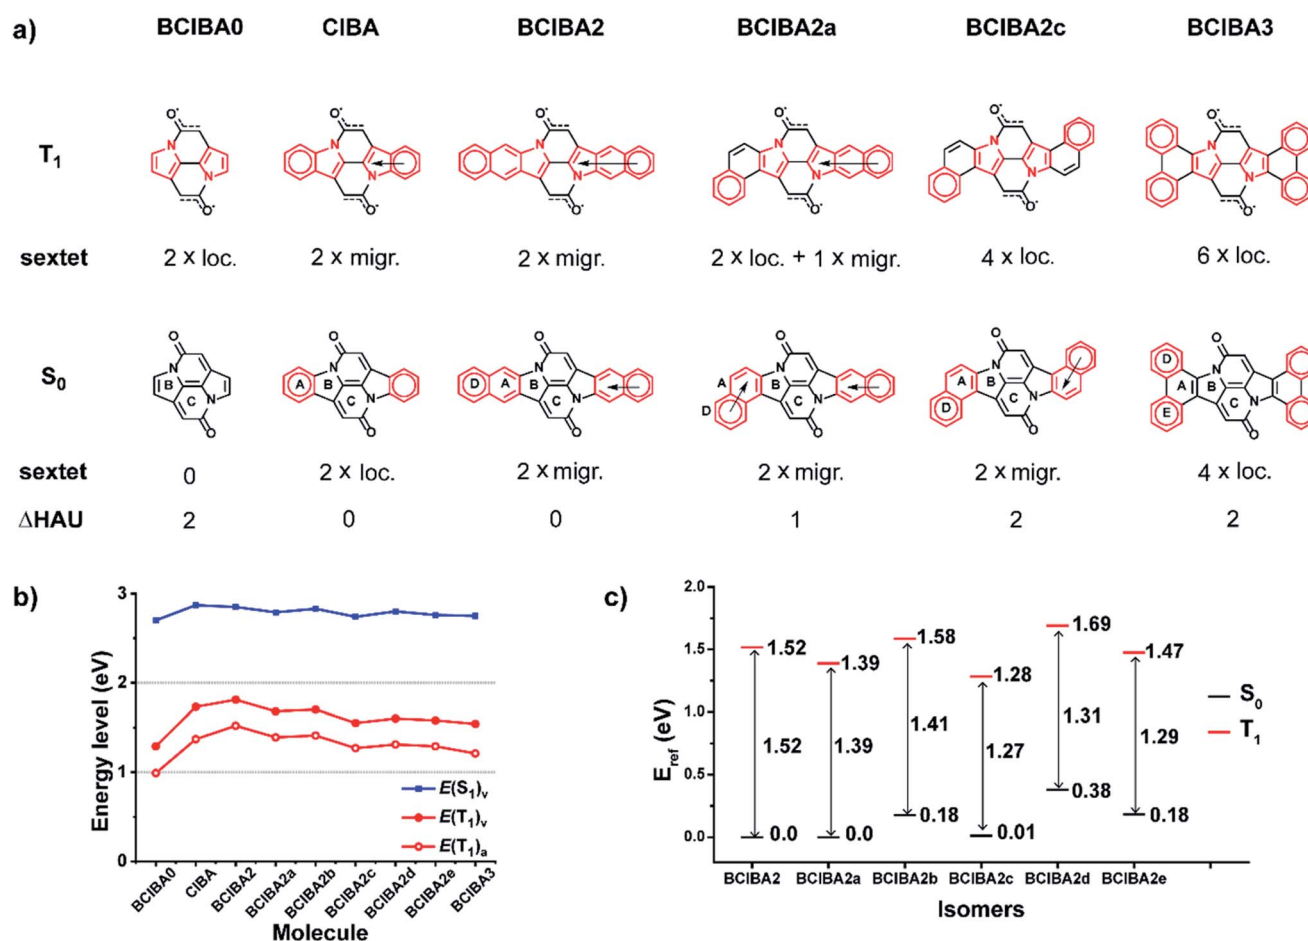 a) BCIBA0 CIBA BCIBA2 BCIBA2a BCIBA2c BCIBA3
T1
O• O• O• O• O• O•
N N N N N N
N N N N N N
O• O• O• O• O• O•
sextet 2 x loc. 2 x migr. 2 x migr. 2 x loc. + 1 x migr. 4 x loc. 6 x loc.
S0
O O O O O O
N B C N O
N A B C N O
N D A B C N O
N A D B C N O
N A D B C N O
N D A E B C N O
sextet 0 2 x loc. 2 x migr. 2 x migr. 2 x migr. 4 x loc.
ΔHAU 2 0 0 1 2 2
b)
Energy level (eV)
3
2
1
0
E(S1)v
E(T1)v
E(T1)a
BCIBA0 CIBA BCIBA2 BCIBA2a BCIBA2b BCIBA2c BCIBA2d BCIBA2e BCIBA3
Molecule
c)
Eref (eV)
2.0
1.5
1.0
0.5
0.0
1.52 1.39 1.58 1.28 1.69 1.47
1.52 1.39 1.41 1.27 1.31 1.29
0.0 0.0 0.18 0.01 0.38 0.18
S0
T1
BCIBA2 BCIBA2a BCIBA2b BCIBA2c BCIBA2d BCIBA2e
Isomers